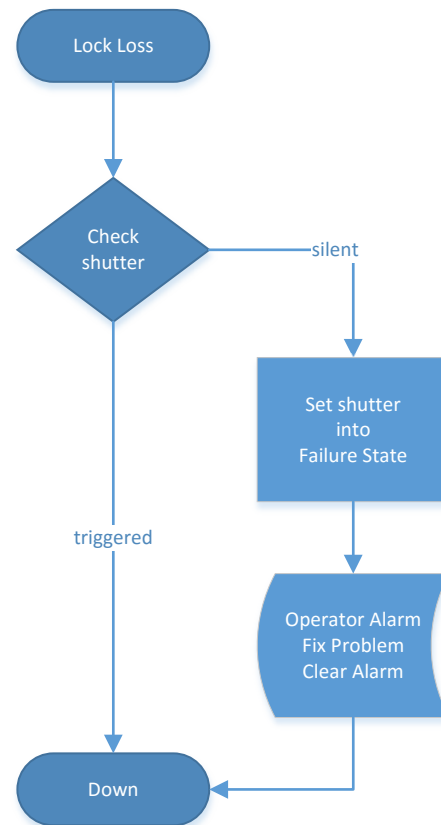 Lock Loss
Check
shutter
silent
Set shutter
into
Failure State
triggered
Operator Alarm
Fix Problem
Clear Alarm
Down